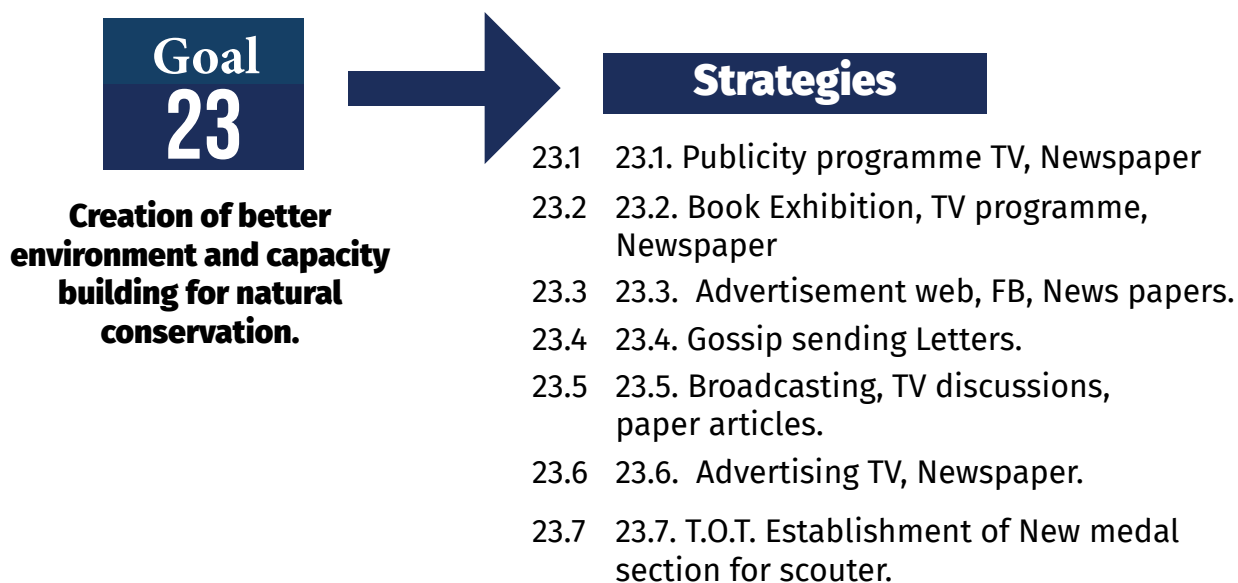 Goal
23
Creation of better
environment and capacity
building for natural
conservation.
Strategies
23.1 23.1. Publicity programme TV, Newspaper
23.2 23.2. Book Exhibition, TV programme,
Newspaper
23.3 23.3. Advertisement web, FB, News papers.
23.4 23.4. Gossip sending Letters.
23.5 23.5. Broadcasting, TV discussions,
paper articles.
23.6 23.6. Advertising TV, Newspaper.
23.7 23.7. T.O.T. Establishment of New medal
section for scouter.